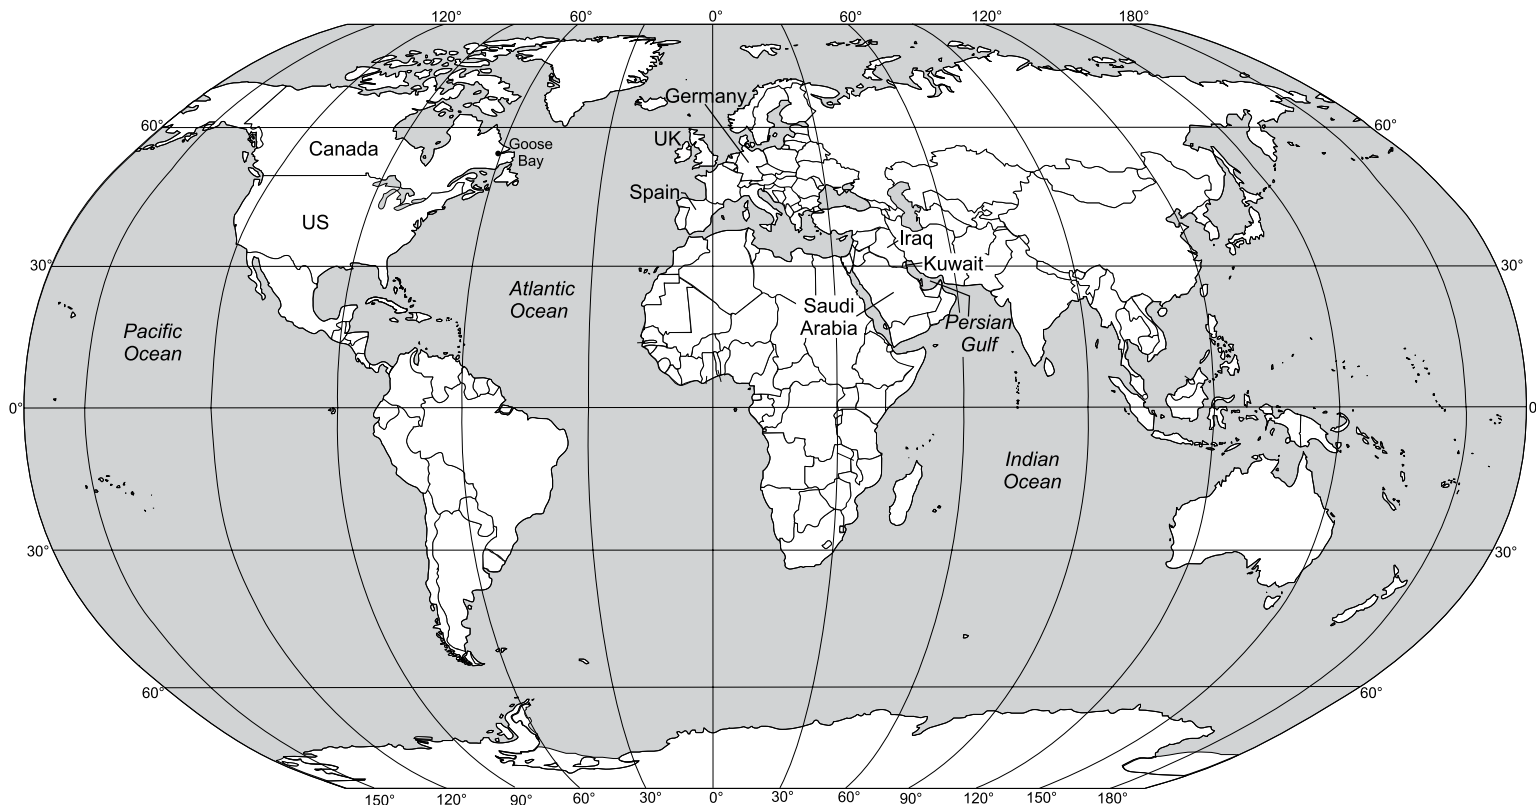 120°
60°
0°
60°
120°
180°
Germany
60°
60°
UK
Goose
Bay
Canada
Spain
US
Iraq
Kuwait
30°
30°
Atlantic
Ocean
Saudi
Arabia
Persian
Gulf
Pacific
Ocean
0°
0
Indian
Ocean
30°
30°
60°
60°
150°
120°
90°
60°
30°
0°
30°
60°
90°
120°
150°
180°